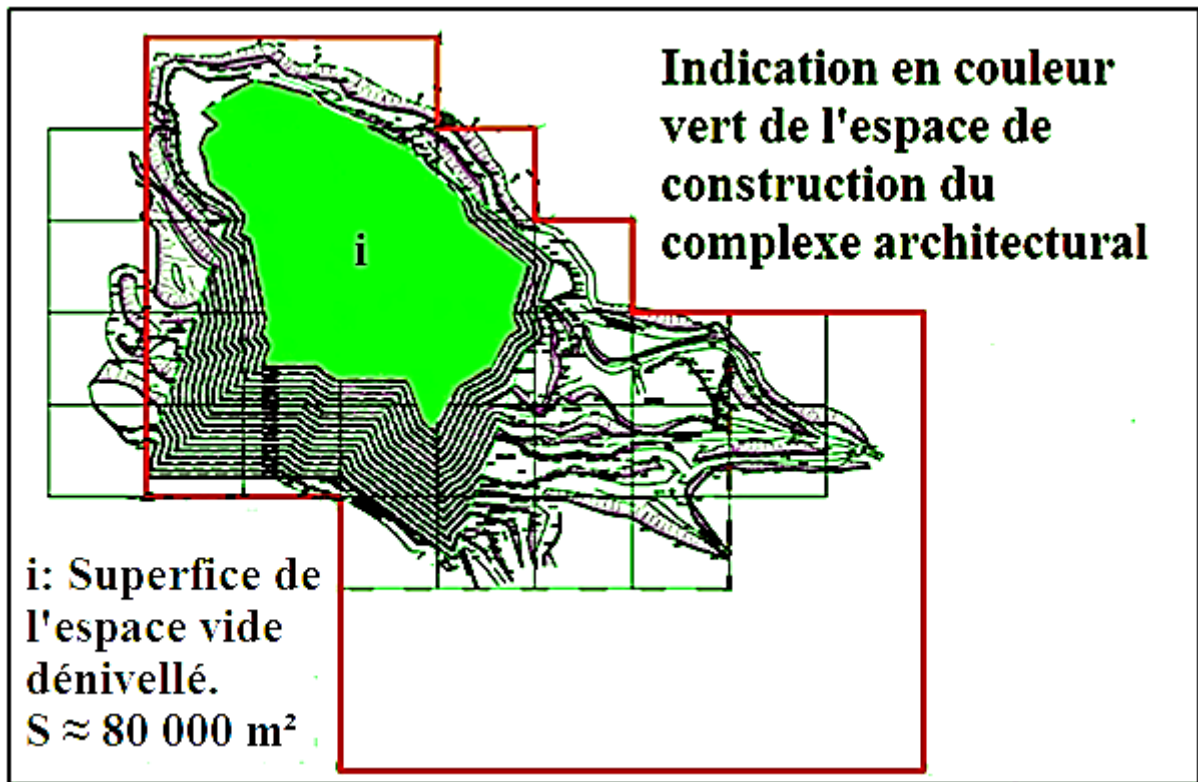 Indication en couleur
vert de l'espace de
construction du
complexe architectural
i
i: Superfice de
l'espace vide
dénivellé.
S ≈ 80 000 m²